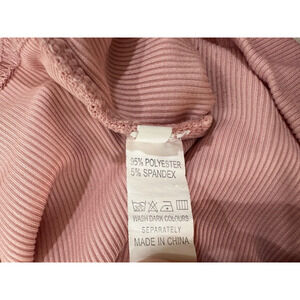 95% POLYESTER
5% SPANDEX
WASH DARK COLOURS
SEPARATELY
MADE IN CHINA